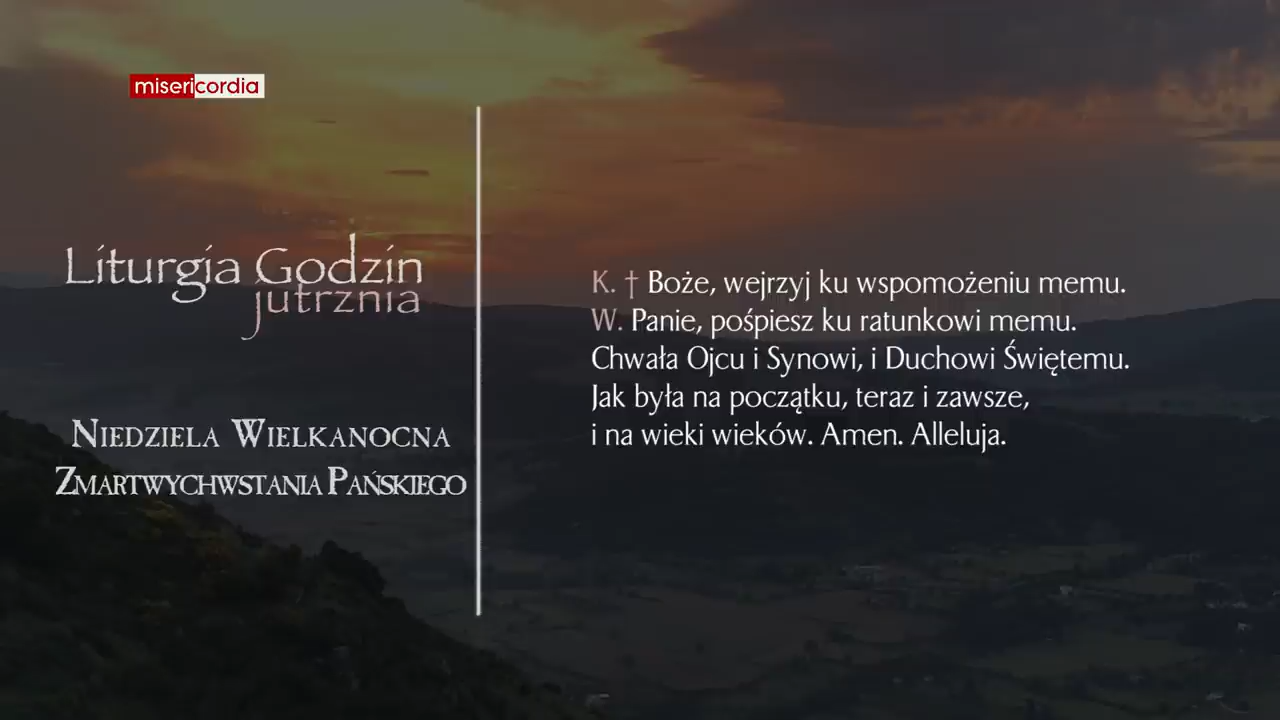 misericordia
Liturgia Godzin
jutrznia
Niedziela Wielkanocna
Zmartwychwstania Pańskiego
K. † Boże, wejrzyj ku wspomożeniu memu.
W. Panie, pośpiesz ku ratunkowi memu.
Chwała Ojcu i Synowi, i Duchowi Świętemu.
Jak była na początku, teraz i zawsze,
i na wieki wieków. Amen. Alleluja.